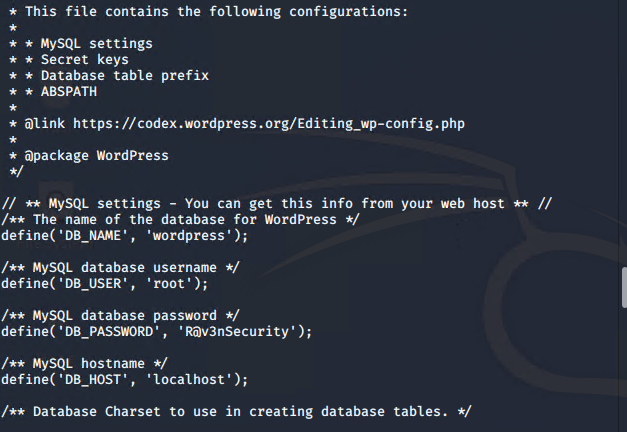 * This file contains the following configurations:
*
* * MySQL settings
* * Secret keys
* * Database table prefix
* * ABSPATH
*
* @link https://codex.wordpress.org/Editing_wp-config.php
*
* @package WordPress
*/
// ** MySQL settings - You can get this info from your web host ** //
/** The name of the database for WordPress */
define('DB_NAME', 'wordpress');
/** MySQL database username */
define('DB_USER', 'root');
/** MySQL database password */
define('DB_PASSWORD', 'R@v3nSecurity');
/** MySQL hostname */
define('DB_HOST', 'localhost');
/** Database Charset to use in creating database tables. */